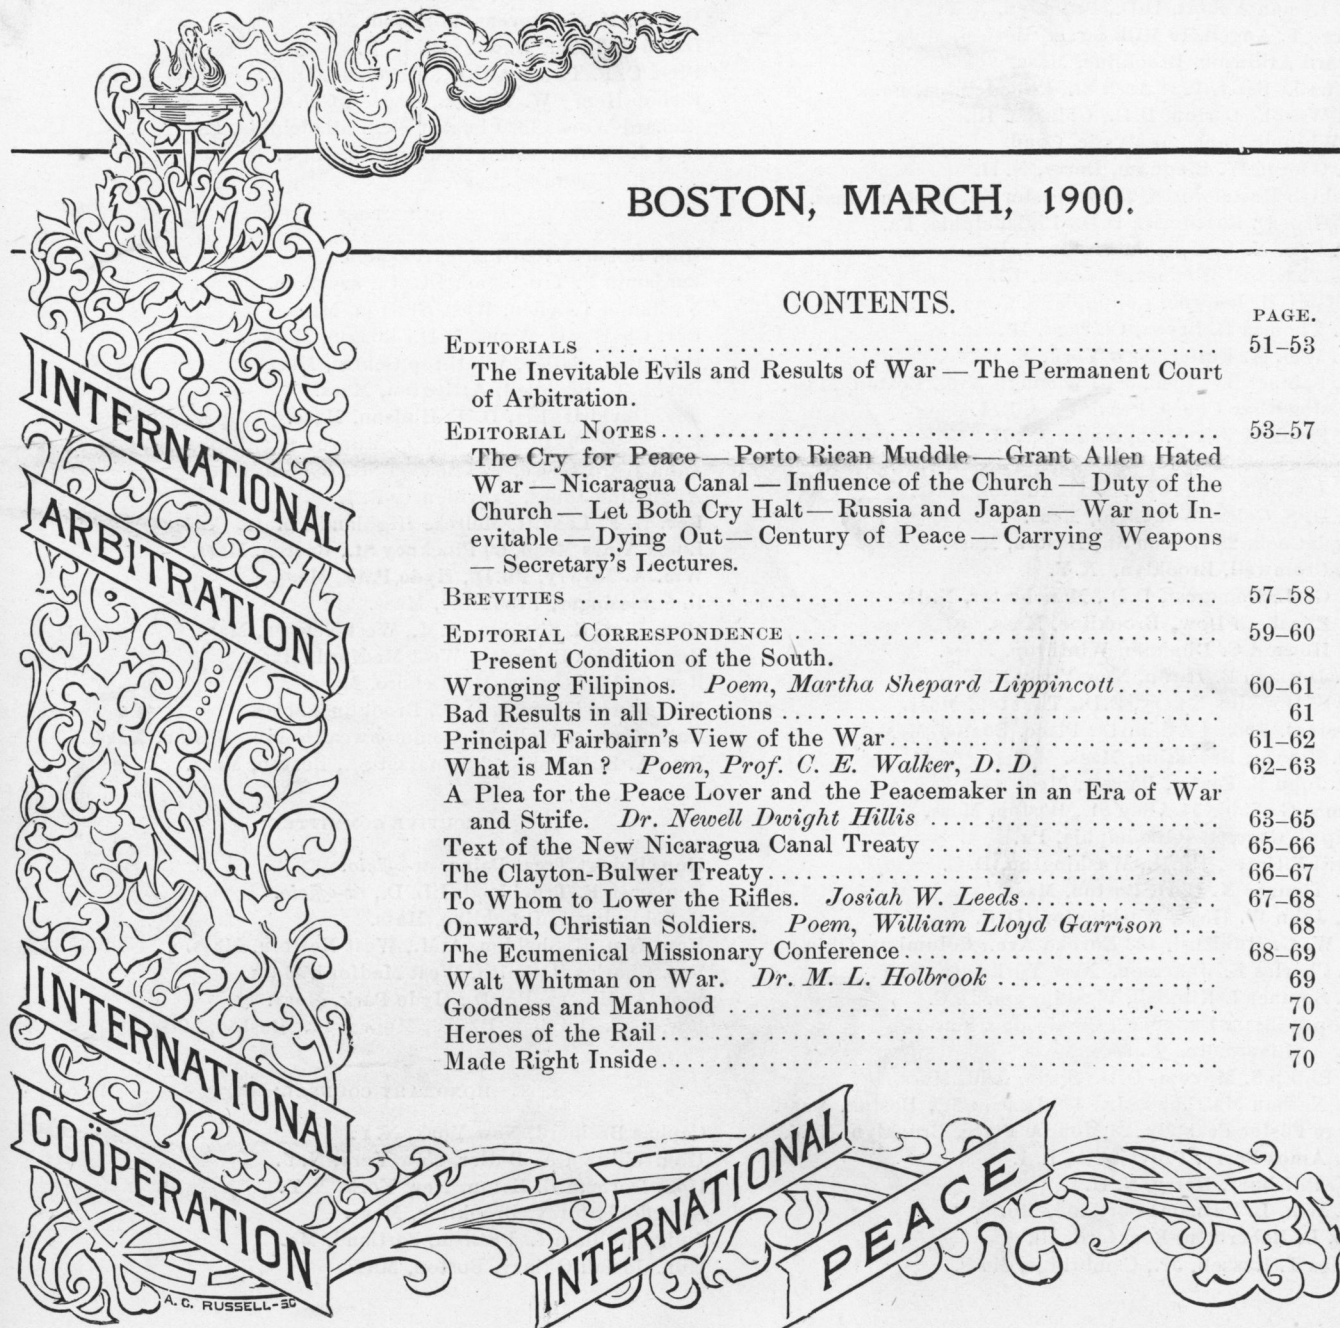 BOSTON, MARCH, 1900.
CONTENTS.
PAGE.
EDITORIALS ........ 51–53
The Inevitable Evils and Results of War — The Permanent Court
of Arbitration.
EDITORIAL NOTES ........ 53–57
The Cry for Peace — Porto Rican Muddle — Grant Allen Hated
War — Nicaragua Canal — Influence of the Church — Duty of the
Church — Let Both Cry Halt — Russia and Japan — War not In-
evitable — Dying Out — Century of Peace — Carrying Weapons
— Secretary's Lectures.
BREVITIES ........ 57–58
EDITORIAL CORRESPONDENCE ........ 59–60
Present Condition of the South.
Wronging Filipinos. Poem, Martha Shepard Lippincott ........ 60–61
Bad Results in all Directions ........ 61
Principal Fairbairn's View of the War ........ 61–62
What is Man? Poem, Prof. C. E. Walker, D. D. ........ 62–63
A Plea for the Peace Lover and the Peacemaker in an Era of War
and Strife. Dr. Newell Dwight Hillis ........ 63–65
Text of the New Nicaragua Canal Treaty ........ 65–66
The Clayton-Bulwer Treaty ........ 66–67
To Whom to Lower the Rifles. Josiah W. Leeds ........ 67–68
Onward, Christian Soldiers. Poem, William Lloyd Garrison .... 68
The Ecumenical Missionary Conference ........ 68–69
Walt Whitman on War. Dr. M. L. Holbrook ........ 69
Goodness and Manhood ........ 70
Heroes of the Rail ........ 70
Made Right Inside ........ 70
INTERNATIONAL
ARBITRATION
INTERNATIONAL
COÖPERATION
INTERNATIONAL
PEACE
A. G. RUSSELL–SC